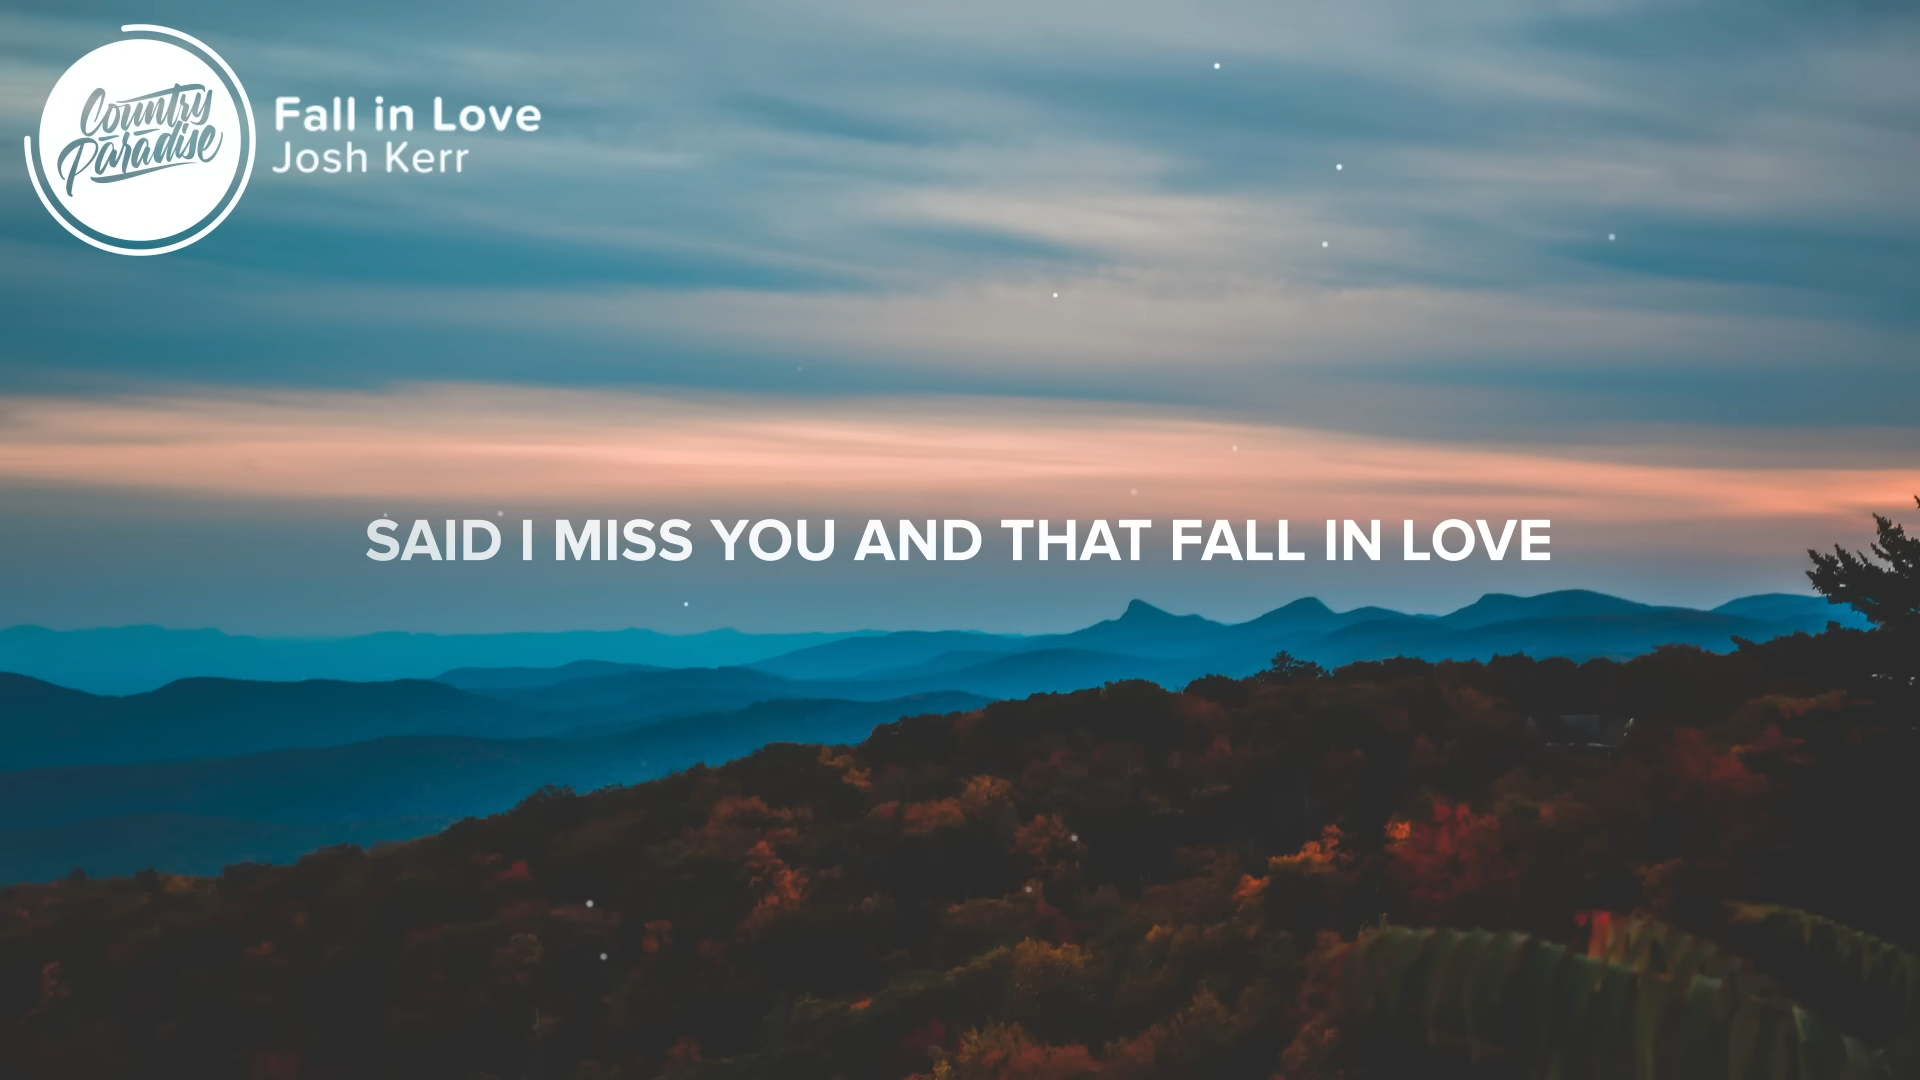 Country
Paradise
Fall in Love
Josh Kerr
SAID I MISS YOU AND THAT FALL IN LOVE